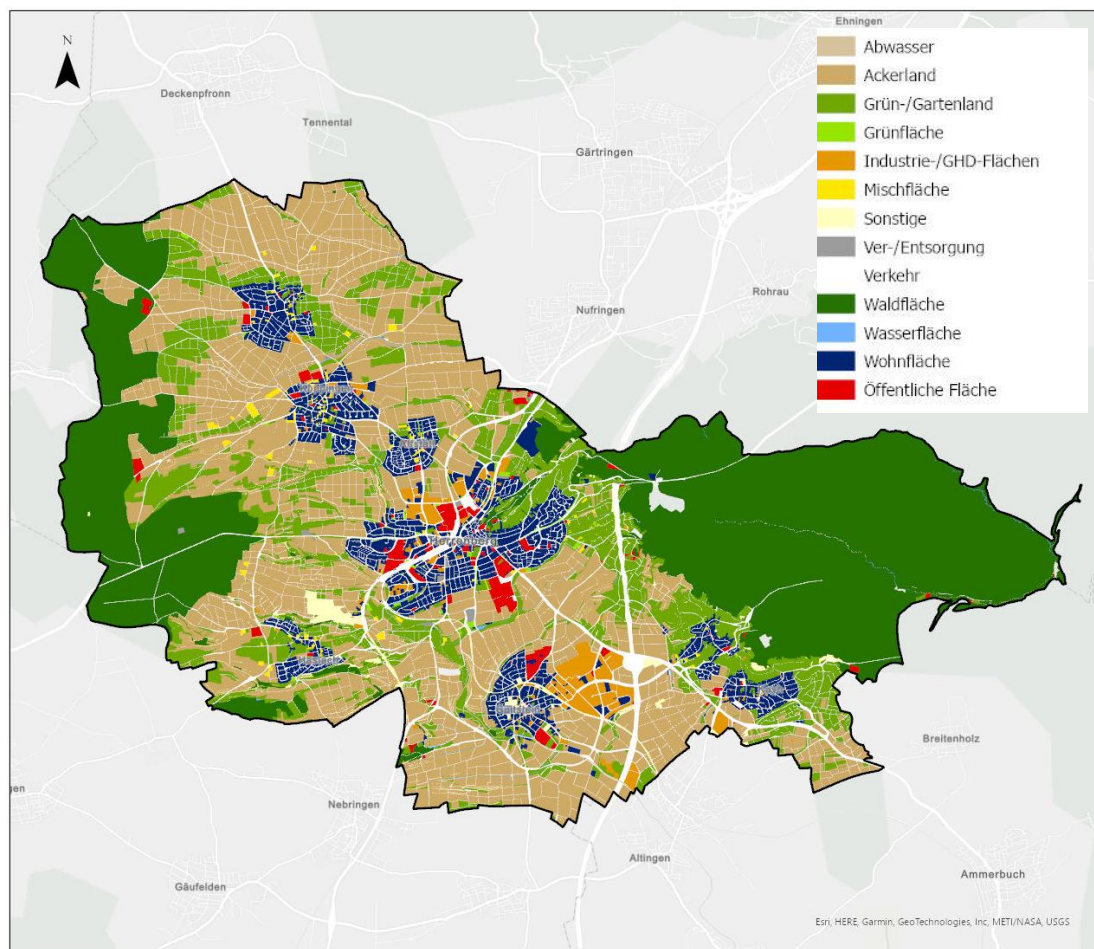 Ehningen
N
Abwasser
Ackerland
Grün-/Gartenland
Grünfläche
Industrie-/GHD-Flächen
Mischfläche
Sonstige
Ver-/Entsorgung
Verkehr
Waldfläche
Wasserfläche
Wohnfläche
Öffentliche Fläche
Deckenpfronn
Tennental
Gärtringen
Rohrau
Nufringen
Herrenberg
Breitenholz
Nebringen
Altingen
Gäufelden
Ammerbuch
Esri, HERE, Garmin, GeoTechnologies, Inc, METI/NASA, USGS